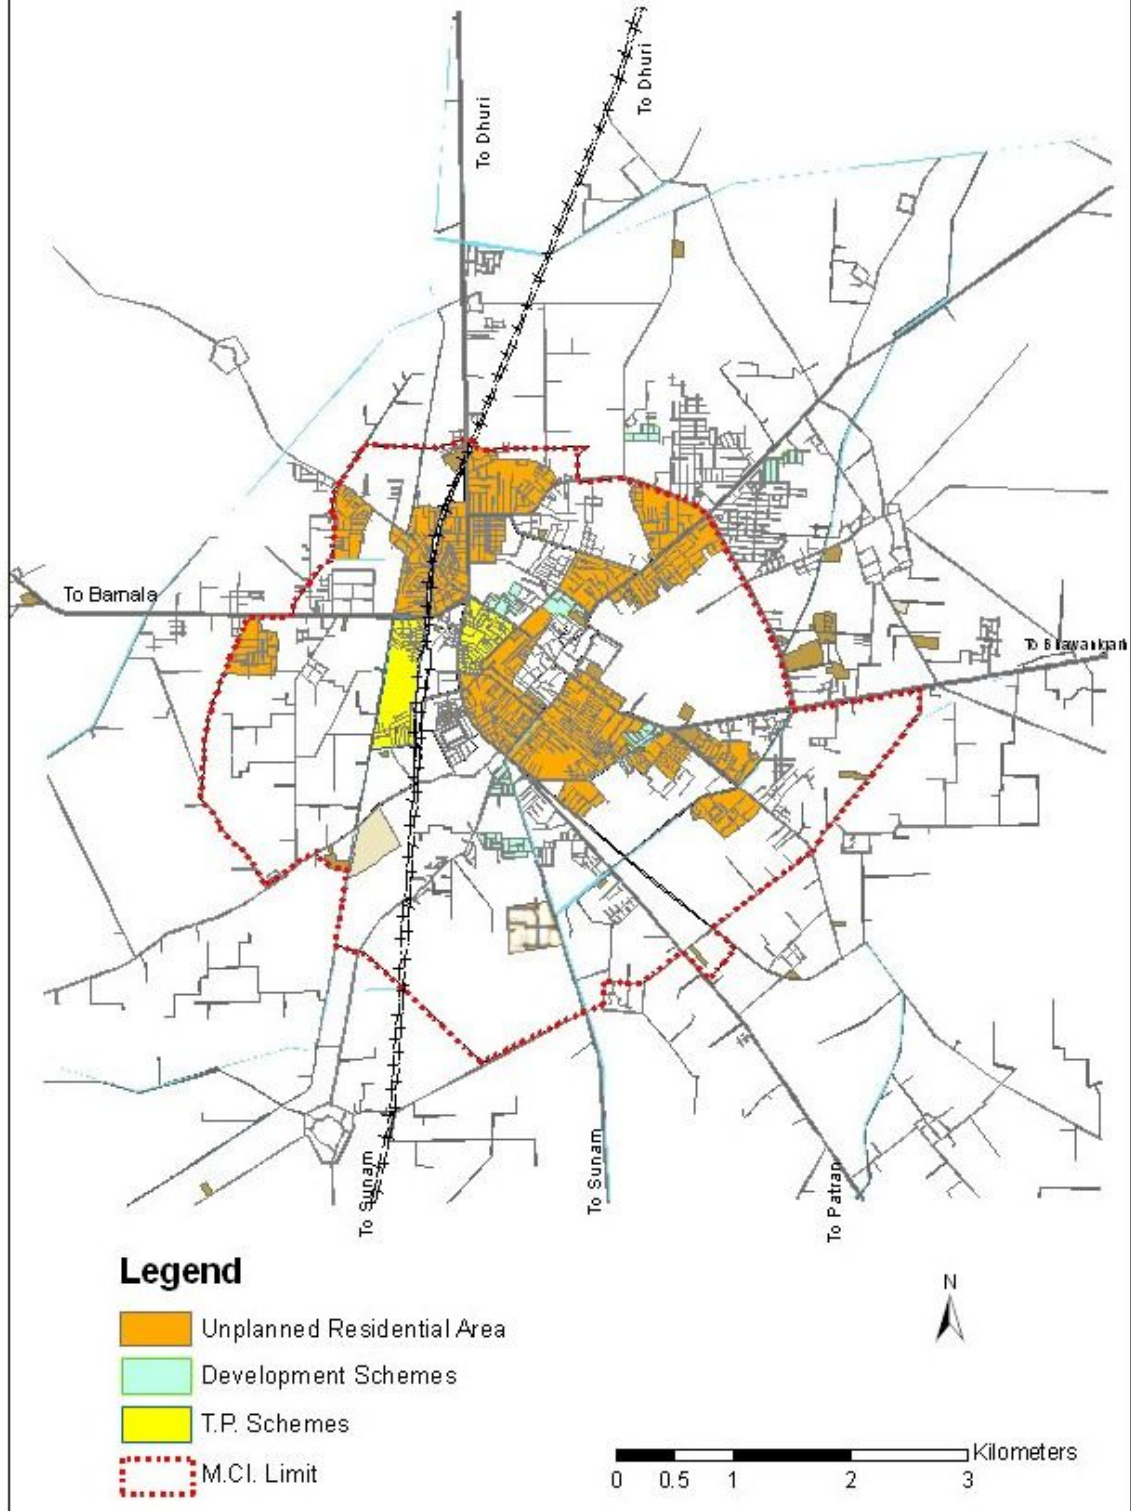 To Dhuri
To Dhuri
To Barnala
To Bhawanigarh
To Sunam
To Sunam
To Patran
Legend
Unplanned Residential Area
Development Schemes
T.P. Schemes
M.Cl. Limit
N
Kilometers
0 0.5 1 2 3